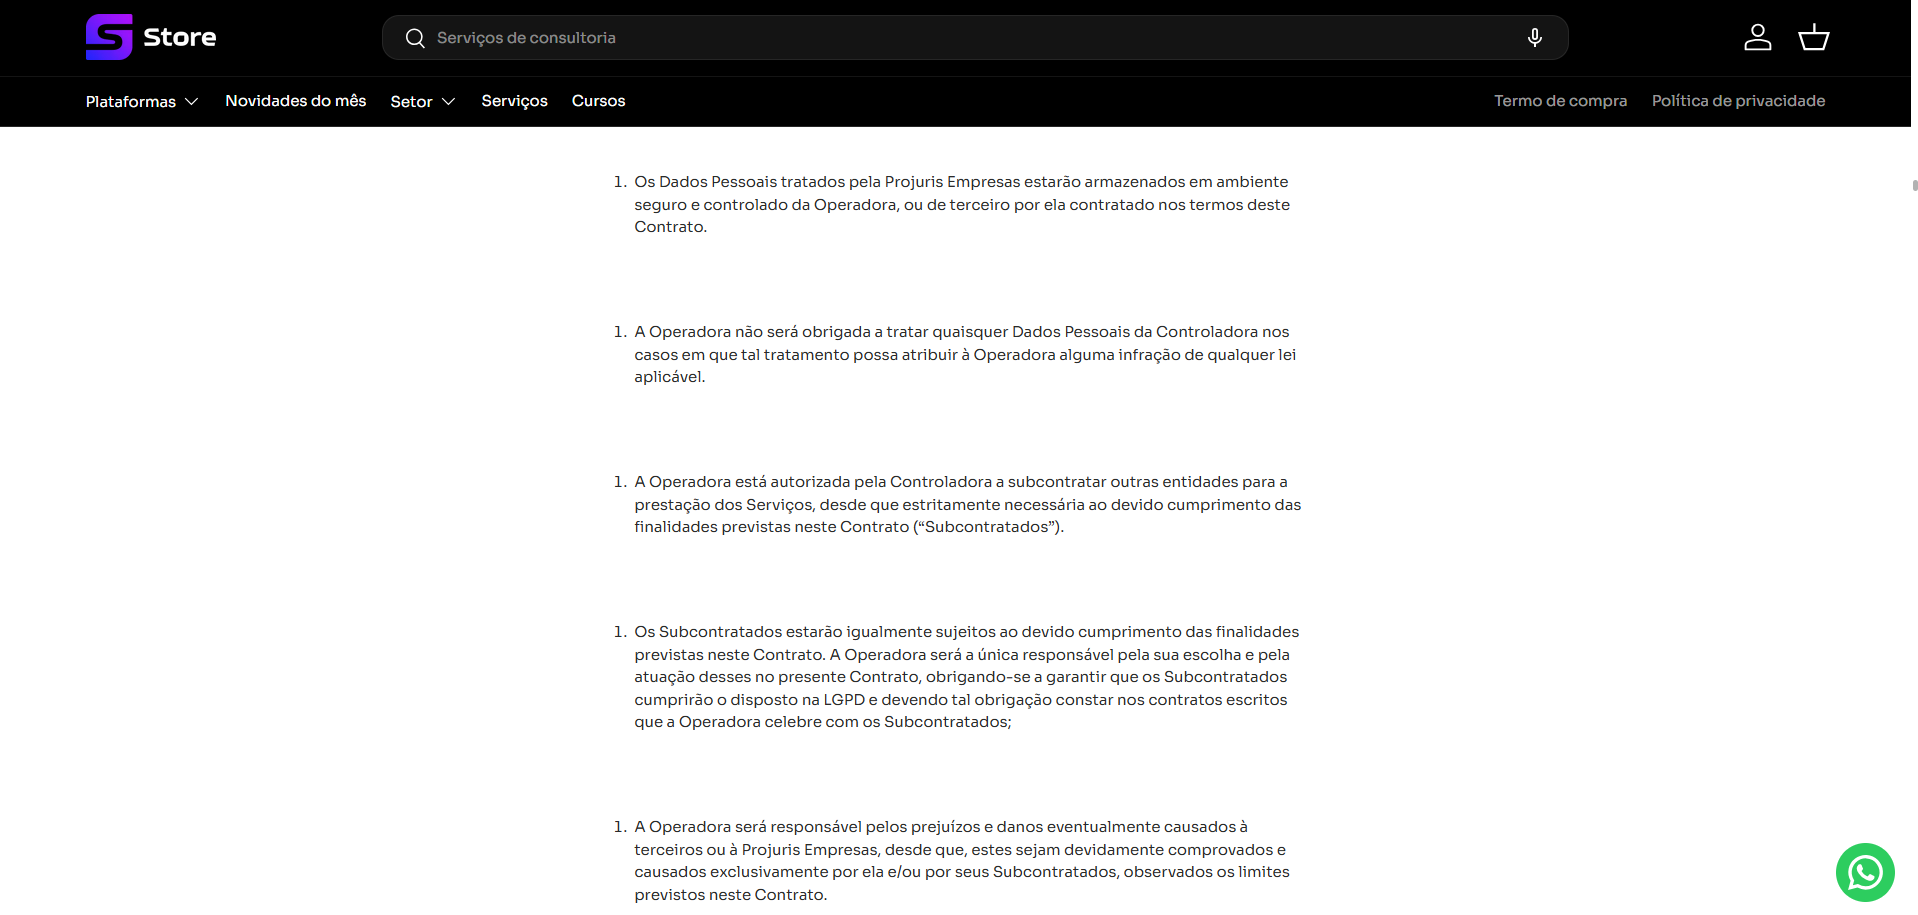 Store
Serviços de consultoria
Plataformas Novidades do mês Setor Serviços Cursos Termo de compra Política de privacidade
1. Os Dados Pessoais tratados pela Projuris Empresas estarão armazenados em ambiente
seguro e controlado da Operadora, ou de terceiro por ela contratado nos termos deste
Contrato.
1. A Operadora não será obrigada a tratar quaisquer Dados Pessoais da Controladora nos
casos em que tal tratamento possa atribuir à Operadora alguma infração de qualquer lei
aplicável.
1. A Operadora está autorizada pela Controladora a subcontratar outras entidades para a
prestação dos Serviços, desde que estritamente necessária ao devido cumprimento das
finalidades previstas neste Contrato (“Subcontratados”).
1. Os Subcontratados estarão igualmente sujeitos ao devido cumprimento das finalidades
previstas neste Contrato. A Operadora será a única responsável pela sua escolha e pela
atuação desses no presente Contrato, obrigando-se a garantir que os Subcontratados
cumprirão o disposto na LGPD e devendo tal obrigação constar nos contratos escritos
que a Operadora celebre com os Subcontratados;
1. A Operadora será responsável pelos prejuízos e danos eventualmente causados à
terceiros ou à Projuris Empresas, desde que, estes sejam devidamente comprovados e
causados exclusivamente por ela e/ou por seus Subcontratados, observados os limites
previstos neste Contrato.